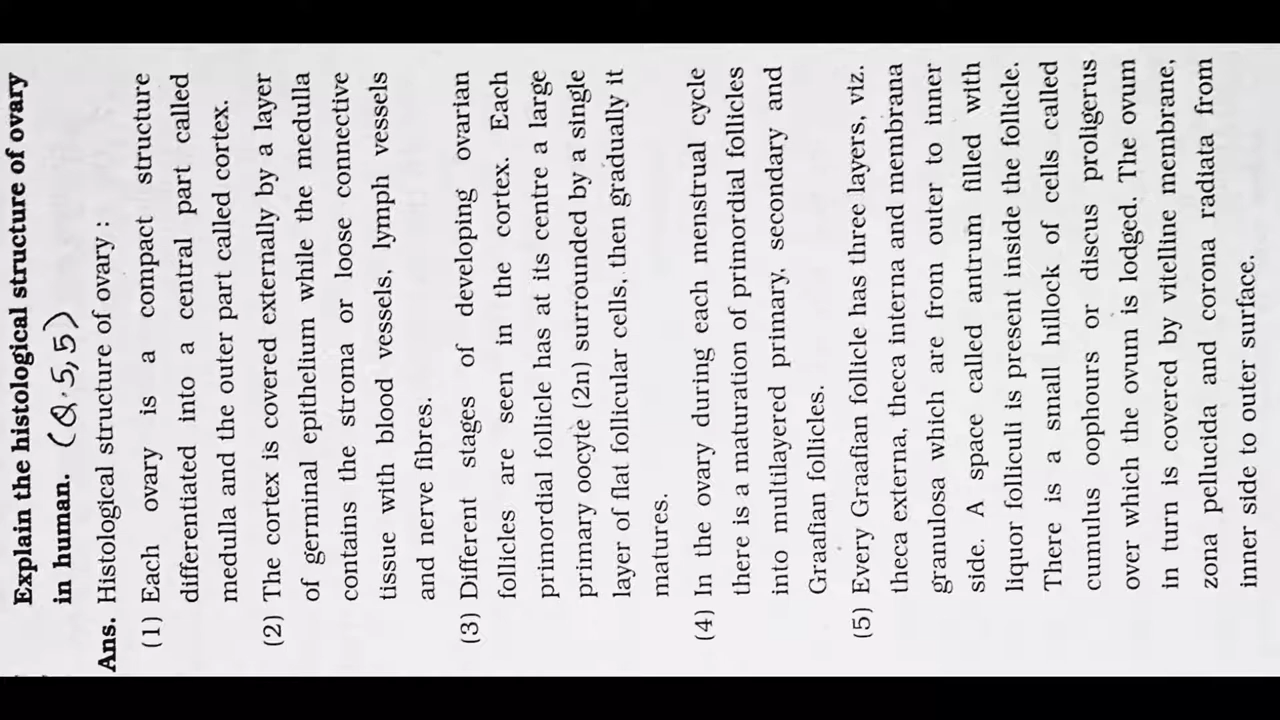 Explain the histological structure of ovary
in human. (Q.5,5)
Ans. Histological structure of ovary :
(1) Each ovary is a compact structure
differentiated into a central part called
medulla and the outer part called cortex.
(2) The cortex is covered externally by a layer
of germinal epithelium while the medulla
contains the stroma or loose connective
tissue with blood vessels, lymph vessels
and nerve fibres.
(3) Different stages of developing ovarian
follicles are seen in the cortex. Each
primordial follicle has at its centre a large
primary oocyte (2n) surrounded by a single
layer of flat follicular cells, then gradually it
matures.
(4) In the ovary during each menstrual cycle
there is a maturation of primordial follicles
into multilayered primary, secondary and
Graafian follicles.
(5) Every Graafian follicle has three layers, viz.
theca externa, theca interna and membrana
granulosa which are from outer to inner
side. A space called antrum filled with
liquor folliculi is present inside the follicle.
There is a small hillock of cells called
cumulus oophours or discus proligerus
over which the ovum is lodged. The ovum
in turn is covered by vitelline membrane,
zona pellucida and corona radiata from
inner side to outer surface.